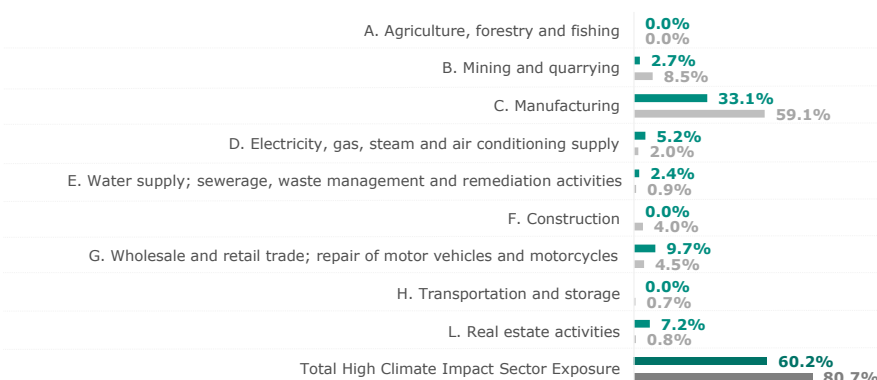 A. Agriculture, forestry and fishing 0.0%
0.0%
B. Mining and quarrying 2.7%
8.5%
C. Manufacturing 33.1%
59.1%
D. Electricity, gas, steam and air conditioning supply 5.2%
2.0%
E. Water supply; sewerage, waste management and remediation activities 2.4%
0.9%
F. Construction 0.0%
4.0%
G. Wholesale and retail trade; repair of motor vehicles and motorcycles 9.7%
4.5%
H. Transportation and storage 0.0%
0.7%
L. Real estate activities 7.2%
0.8%
Total High Climate Impact Sector Exposure 60.2%
80.7%